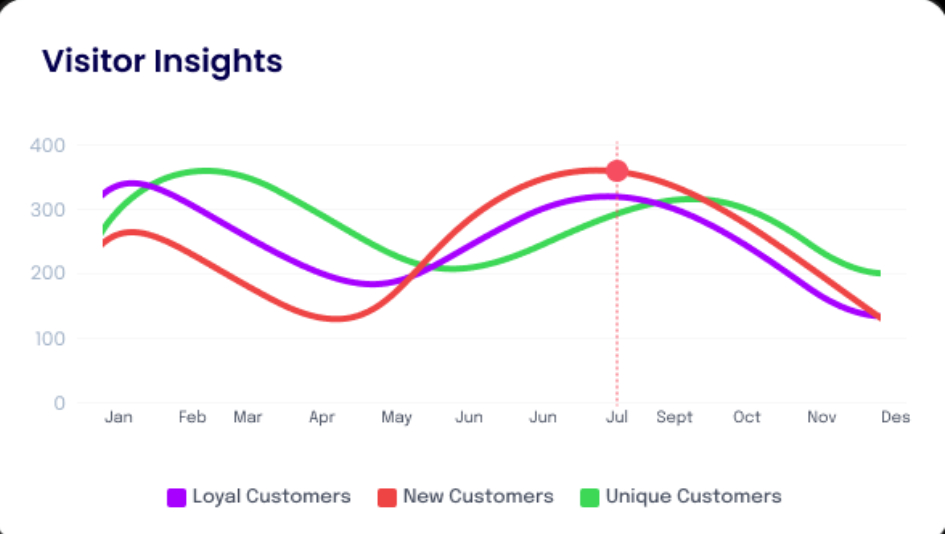 Visitor Insights
400
300
200
100
0
Jan Feb Mar Apr May Jun Jun Jul Sept Oct Nov Des
Loyal Customers New Customers Unique Customers